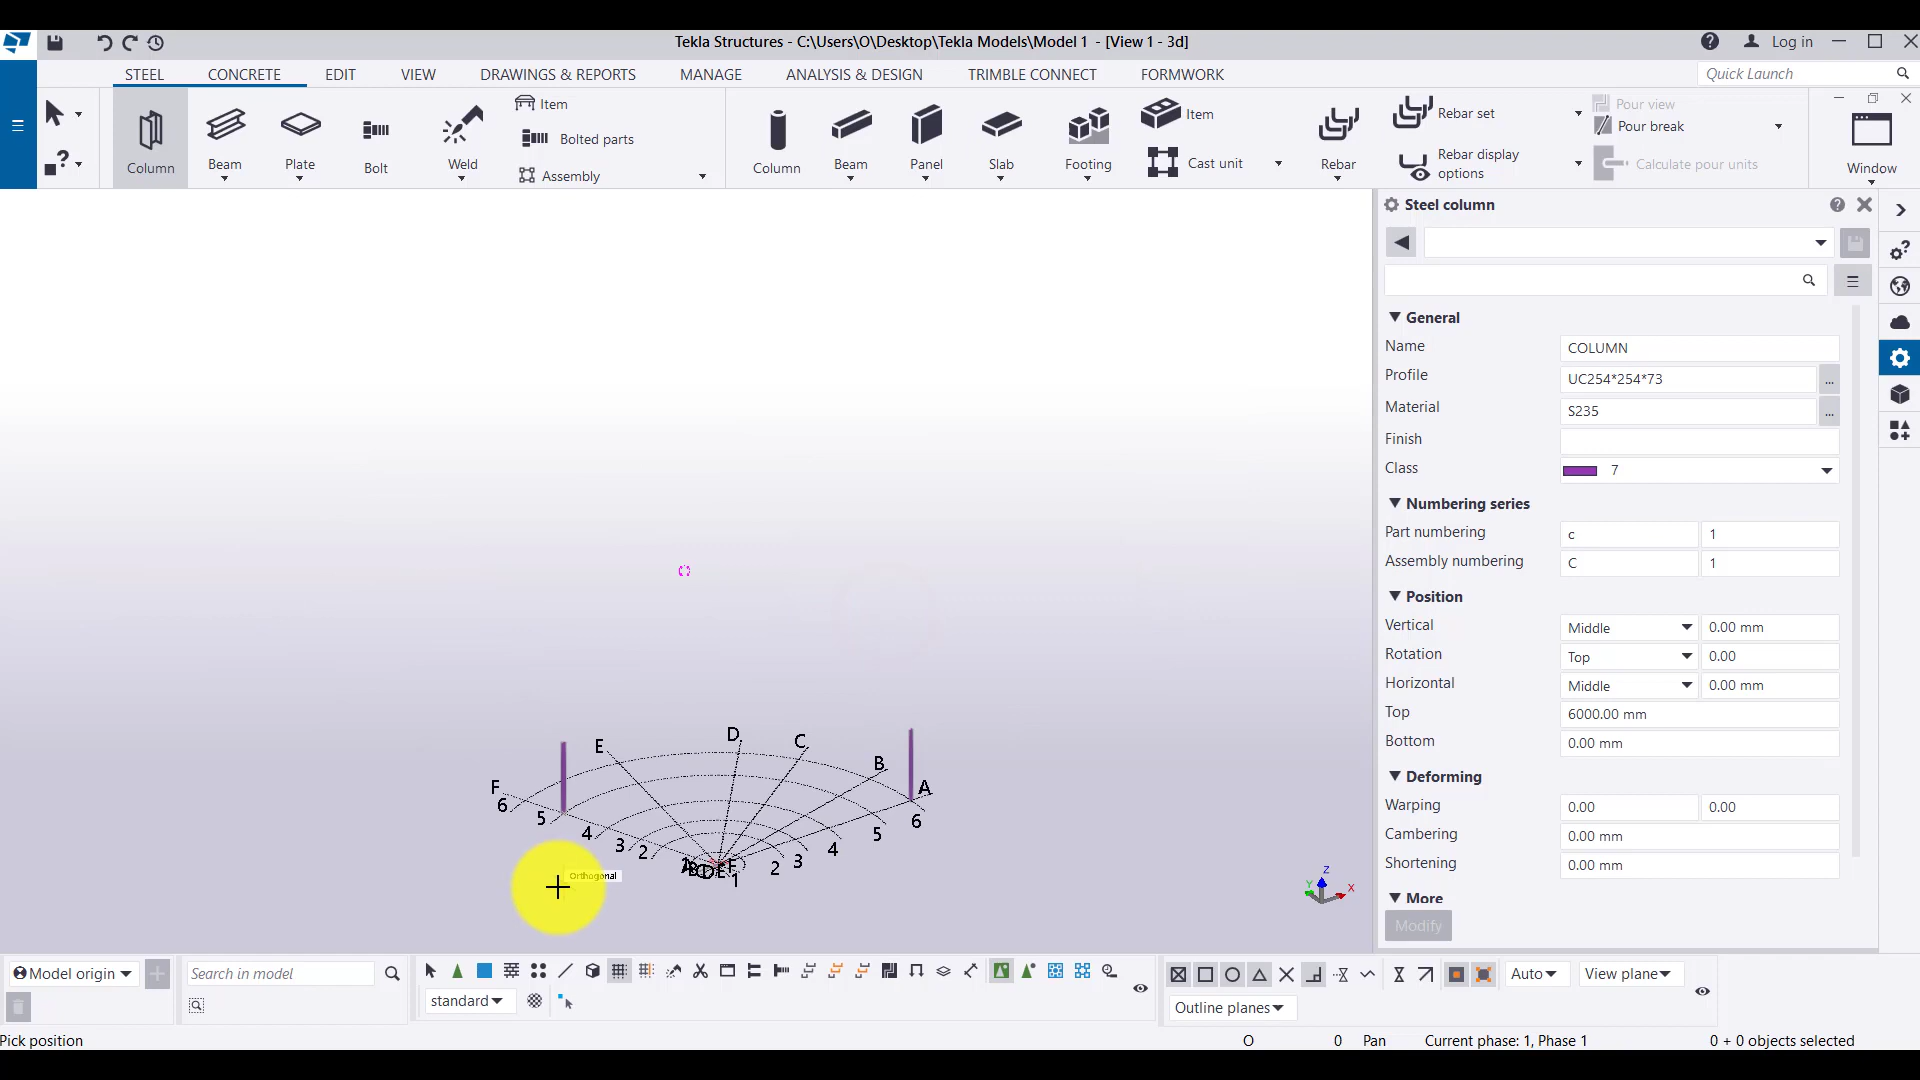 Tekla Structures - C:\Users\O\Desktop\Tekla Models\Model 1 - [View 1 - 3d]
Log in
STEEL CONCRETE EDIT VIEW DRAWINGS & REPORTS MANAGE ANALYSIS & DESIGN TRIMBLE CONNECT FORMWORK
Quick Launch
Column
Beam
Plate
Bolt
Weld
Item
Bolted parts
Assembly
Column
Beam
Panel
Slab
Footing
Item
Cast unit
Rebar
Rebar set
Rebar display
options
Pour view
Pour break
Calculate pour units
Window
Steel column
General
Name COLUMN
Profile UC254*254*73 ...
Material S235 ...
Finish
Class 7
Numbering series
Part numbering c 1
Assembly numbering C 1
Position
Vertical Middle 0.00 mm
Rotation Top 0.00
Horizontal Middle 0.00 mm
Top 6000.00 mm
Bottom 0.00 mm
Deforming
Warping 0.00 0.00
Cambering 0.00 mm
Shortening 0.00 mm
More
Modify
D
E C
B
F A
6
5 6
4 5
3 4
2 3
2
1
Orthogonal
Z
Y X
Model origin
Search in model
standard
Auto
View plane
Outline planes
Pick position
O 0 Pan Current phase: 1, Phase 1 0 + 0 objects selected